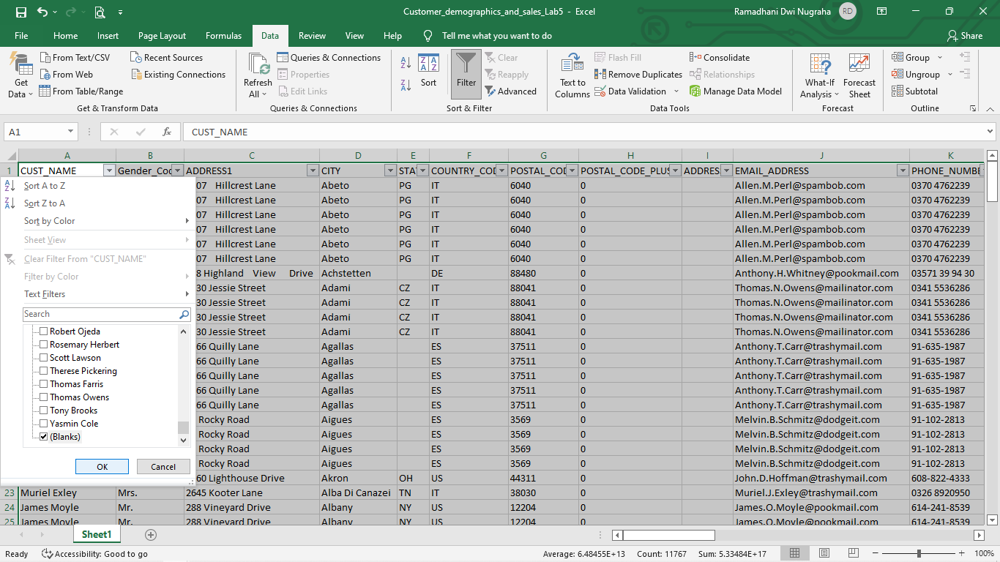 Customer_demographics_and_sales_Lab5 - Excel
Ramadhani Dwi Nugraha RD
File Home Insert Page Layout Formulas Data Review View Help Tell me what you want to do Share
Get Data
From Text/CSV
From Web
From Table/Range
Recent Sources
Existing Connections
Get & Transform Data
Refresh All
Queries & Connections
Properties
Edit Links
Queries & Connections
Sort
Filter
Clear
Reapply
Advanced
Sort & Filter
Text to Columns
Flash Fill
Remove Duplicates
Data Validation
Consolidate
Relationships
Manage Data Model
Data Tools
What-If Analysis
Forecast Sheet
Forecast
Group
Ungroup
Subtotal
Outline
A1 fx CUST_NAME
A B C D E F G H I J K
1 CUST_NAME Gender_Coc ADDRESS1 CITY STA COUNTRY_COD POSTAL_COD POSTAL_CODE_PLUS ADDRES EMAIL_ADDRESS PHONE_NUMBE
07 Hillcrest Lane Abeto PG IT 6040 0 Allen.M.Perl@spambob.com 0370 4762239
07 Hillcrest Lane Abeto PG IT 6040 0 Allen.M.Perl@spambob.com 0370 4762239
07 Hillcrest Lane Abeto PG IT 6040 0 Allen.M.Perl@spambob.com 0370 4762239
07 Hillcrest Lane Abeto PG IT 6040 0 Allen.M.Perl@spambob.com 0370 4762239
07 Hillcrest Lane Abeto PG IT 6040 0 Allen.M.Perl@spambob.com 0370 4762239
07 Hillcrest Lane Abeto PG IT 6040 0 Allen.M.Perl@spambob.com 0370 4762239
8 Highland View Drive Achstetten DE 88480 0 Anthony.H.Whitney@pookmail.com 03571 39 94 30
30 Jessie Street Adami CZ IT 88041 0 Thomas.N.Owens@mailinator.com 0341 5536286
30 Jessie Street Adami CZ IT 88041 0 Thomas.N.Owens@mailinator.com 0341 5536286
30 Jessie Street Adami CZ IT 88041 0 Thomas.N.Owens@mailinator.com 0341 5536286
30 Jessie Street Adami CZ IT 88041 0 Thomas.N.Owens@mailinator.com 0341 5536286
66 Quilly Lane Agallas ES 37511 0 Anthony.T.Carr@trashymail.com 91-635-1987
66 Quilly Lane Agallas ES 37511 0 Anthony.T.Carr@trashymail.com 91-635-1987
66 Quilly Lane Agallas ES 37511 0 Anthony.T.Carr@trashymail.com 91-635-1987
66 Quilly Lane Agallas ES 37511 0 Anthony.T.Carr@trashymail.com 91-635-1987
66 Quilly Lane Agallas ES 37511 0 Anthony.T.Carr@trashymail.com 91-635-1987
Rocky Road Aigues ES 3569 0 Melvin.B.Schmitz@dodgeit.com 91-102-2813
Rocky Road Aigues ES 3569 0 Melvin.B.Schmitz@dodgeit.com 91-102-2813
Rocky Road Aigues ES 3569 0 Melvin.B.Schmitz@dodgeit.com 91-102-2813
Rocky Road Aigues ES 3569 0 Melvin.B.Schmitz@dodgeit.com 91-102-2813
60 Lighthouse Drive Akron OH US 44311 0 John.D.Hoffman@trashymail.com 608-822-4333
Sort A to Z
Sort Z to A
Sort by Color
Sheet View
Clear Filter From "CUST_NAME"
Filter by Color
Text Filters
Search
Robert Ojeda
Rosemary Herbert
Scott Lawson
Therese Pickering
Thomas Farris
Thomas Owens
Tony Brooks
Yasmin Cole
(Blanks)
OK Cancel
23 Muriel Exley Mrs. 2645 Kooter Lane Alba Di Canazei TN IT 38030 0 Muriel.J.Exley@trashymail.com 0326 8920950
24 James Moyle Mr. 288 Vineyard Drive Albany NY US 12204 0 James.O.Moyle@pookmail.com 614-241-8539
25 James Moyle Mr. 288 Vineyard Drive Albany NY US 12204 0 James.O.Moyle@pookmail.com 614-241-8539
Sheet1
Ready Accessibility: Good to go Average: 6.48455E+13 Count: 11767 Sum: 5.33484E+17 100%